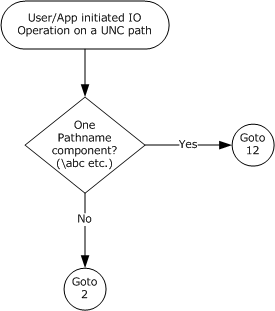 User/App initiated IO
Operation on a UNC path
One
Pathname
component?
(\abc etc.)
Yes
Goto
12
No
Goto
2